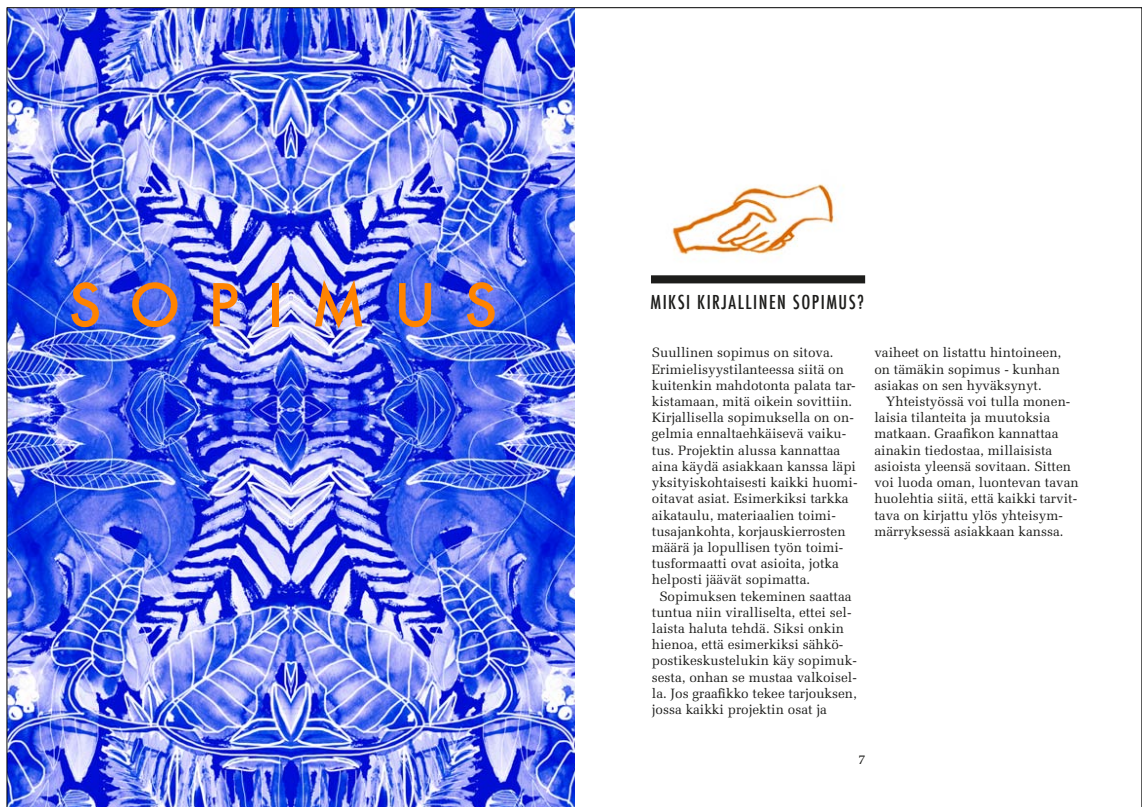 SOPIMUS
MIKSI KIRJALLINEN SOPIMUS?
Suullinen sopimus on sitova.
Erimielisyystilanteessa siitä on
kuitenkin mahdotonta palata tar-
kistamaan, mitä oikein sovittiin.
Kirjallisella sopimuksella on on-
gelmia ennaltaehkäisevä vaiku-
tus. Projektin alussa kannattaa
aina käydä asiakkaan kanssa läpi
yksityiskohtaisesti kaikki huomi-
oitavat asiat. Esimerkiksi tarkka
aikataulu, materiaalien toimi-
tusajankohta, korjauskierrosten
määrä ja lopullisen työn toimi-
tusformaatti ovat asioita, jotka
helposti jäävät sopimatta.
Sopimuksen tekeminen saattaa
tuntua niin viralliselta, ettei sel-
laista haluta tehdä. Siksi onkin
hienoa, että esimerkiksi sähkö-
postikeskustelukin käy sopimuk-
sesta, onhan se mustaa valkoisel-
la. Jos graafikko tekee tarjouksen,
jossa kaikki projektin osat ja
vaiheet on listattu hintoineen,
on tämäkin sopimus - kunhan
asiakas on sen hyväksynyt.
Yhteistyössä voi tulla monen-
laisia tilanteita ja muutoksia
matkaan. Graafikon kannattaa
ainakin tiedostaa, millaisista
asioista yleensä sovitaan. Sitten
voi luoda oman, luontevan tavan
huolehtia siitä, että kaikki tarvit-
tava on kirjattu ylös yhteisym-
märryksessä asiakkaan kanssa.
7